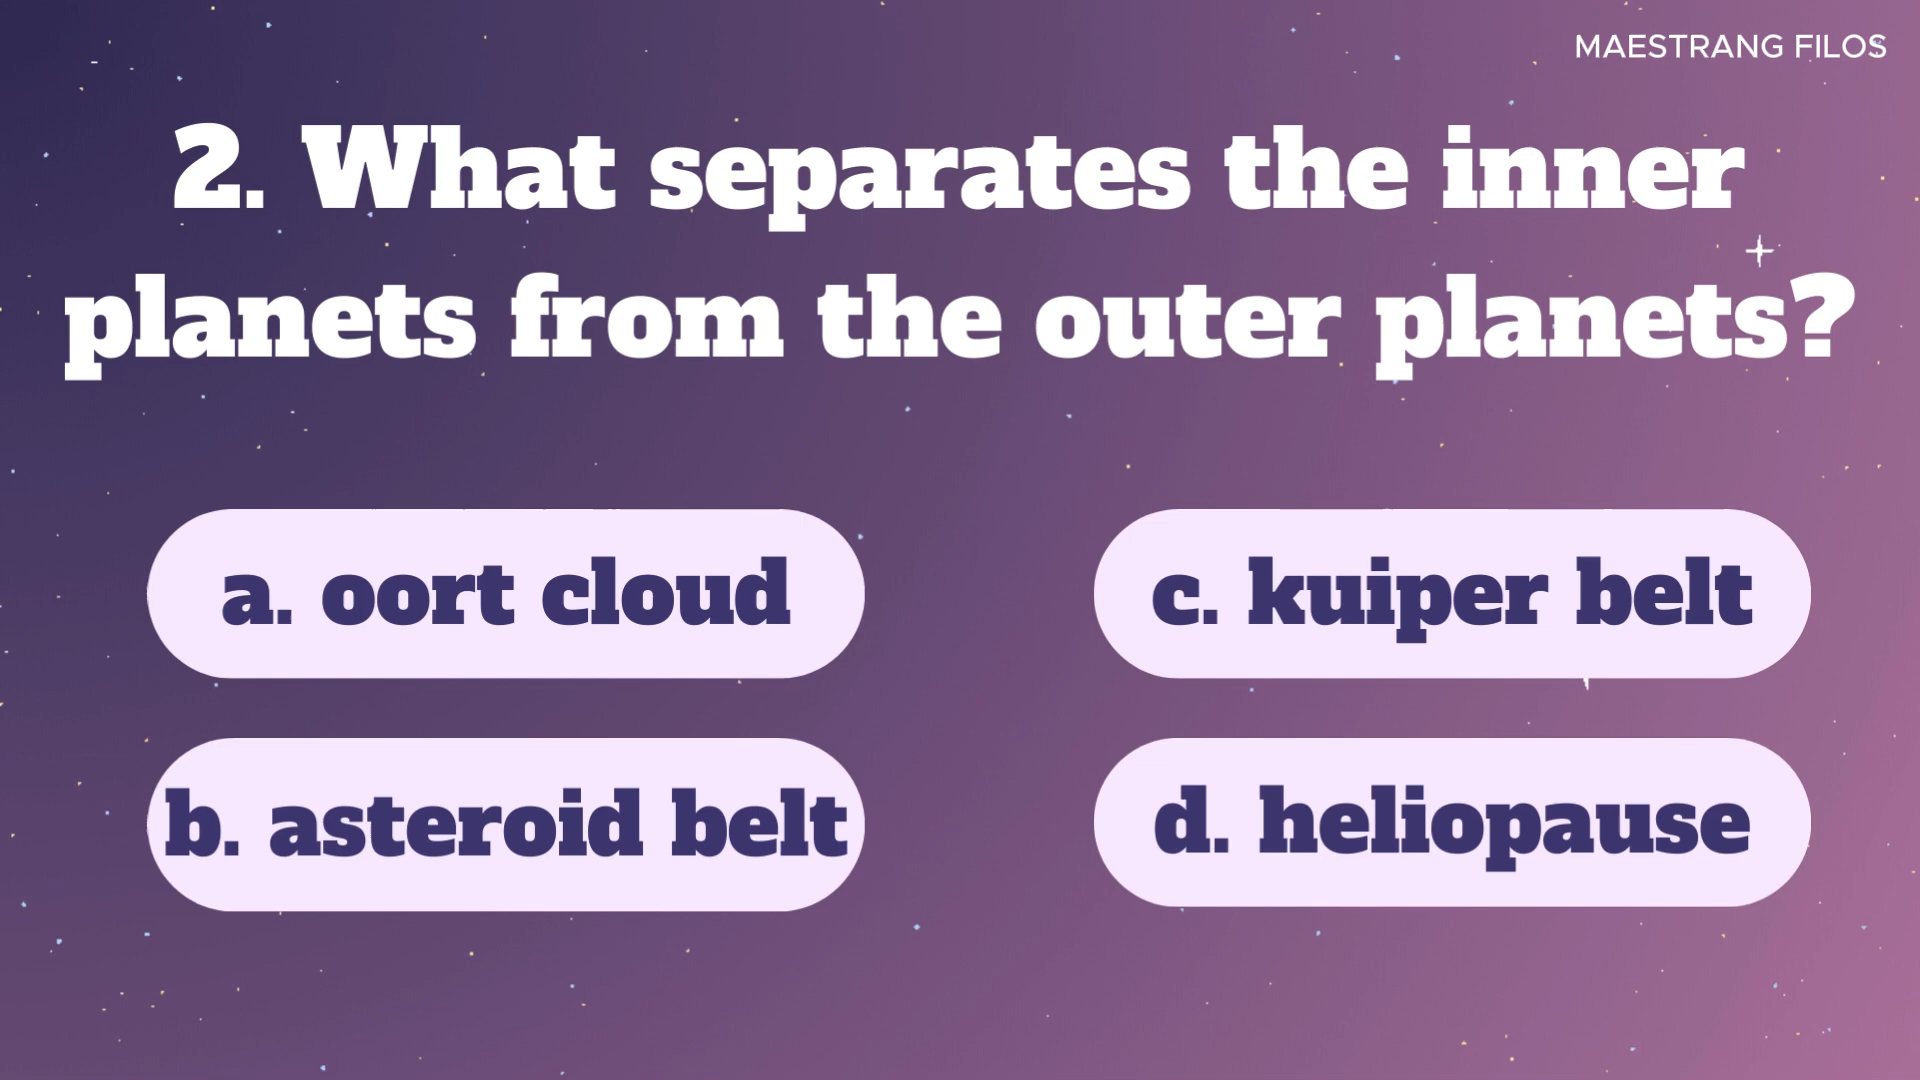 MAESTRANG FILOS
2. What separates the inner
planets from the outer planets?
a. oort cloud
c. kuiper belt
b. asteroid belt
d. heliopause